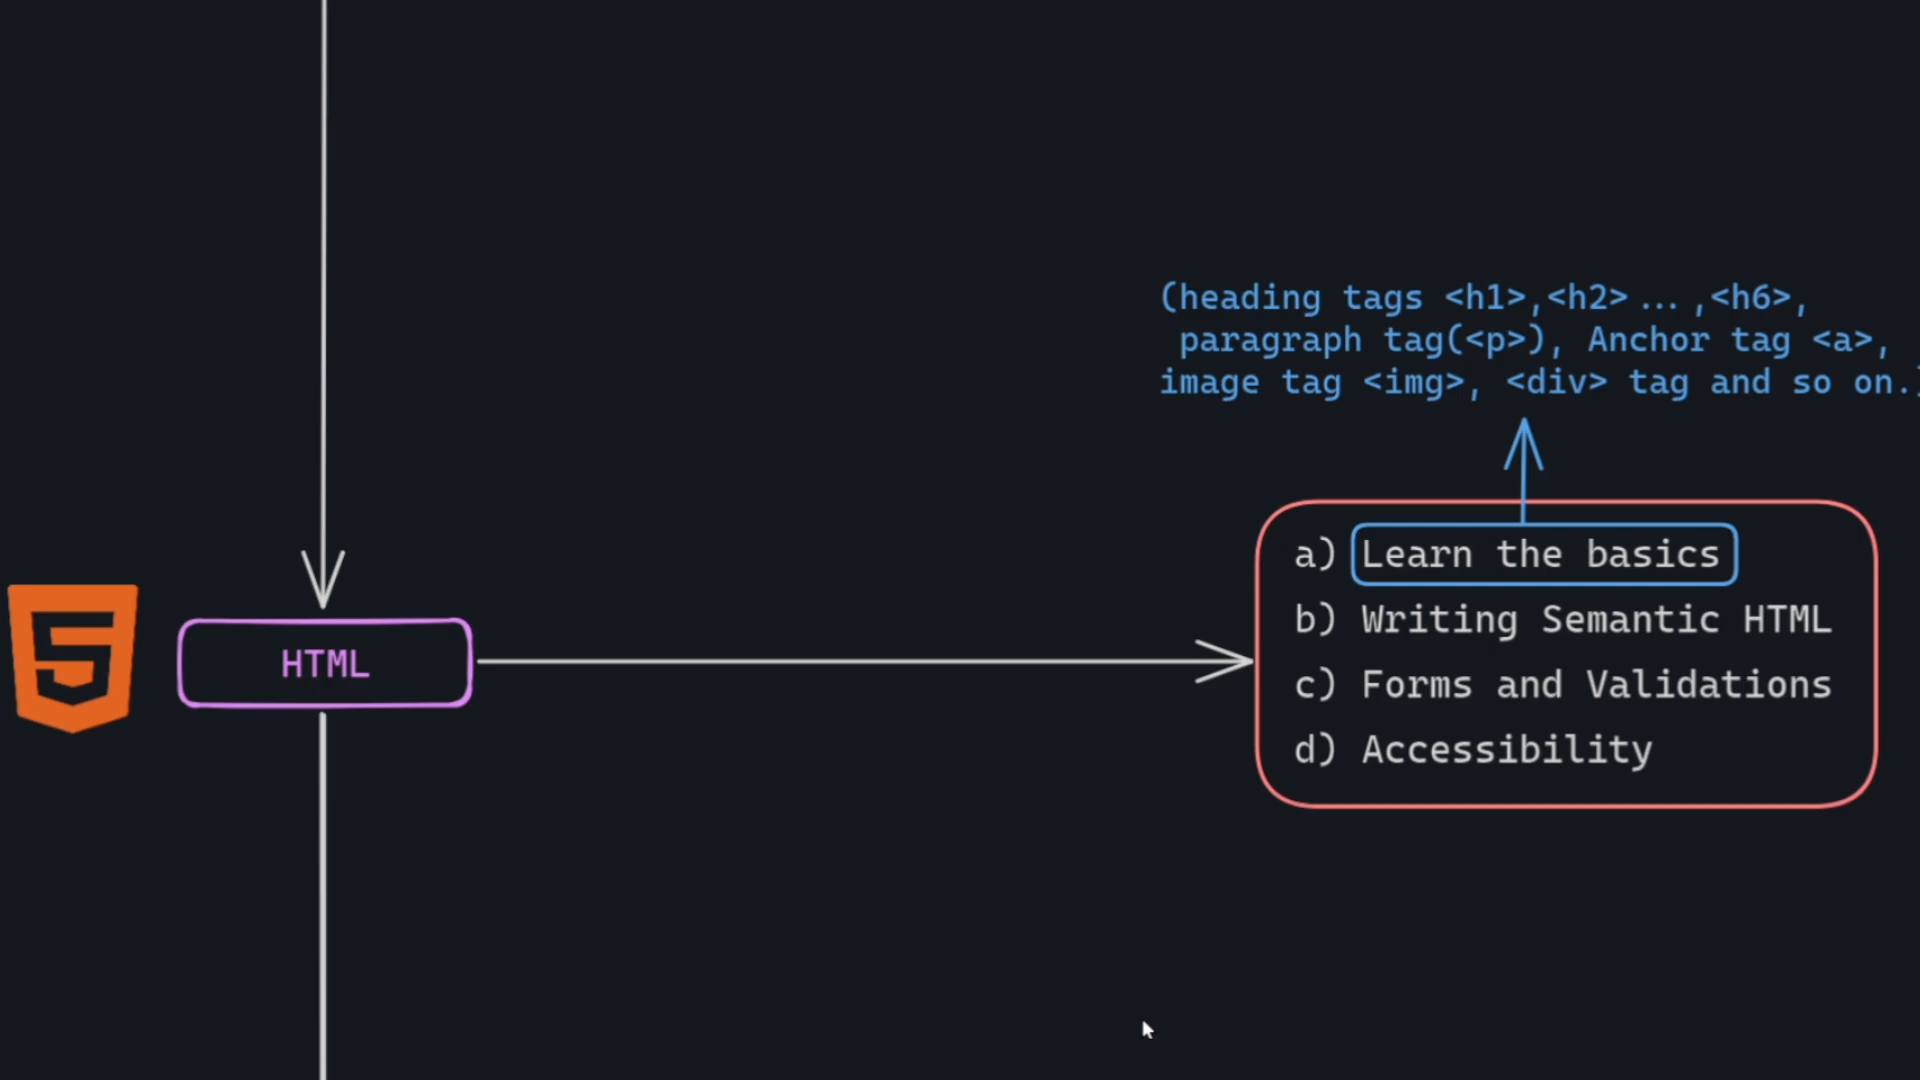 (heading tags <h1>,<h2>...,<h6>,
paragraph tag(<p>), Anchor tag <a>,
image tag <img>, <div> tag and so on.)
a) Learn the basics
b) Writing Semantic HTML
c) Forms and Validations
d) Accessibility
HTML